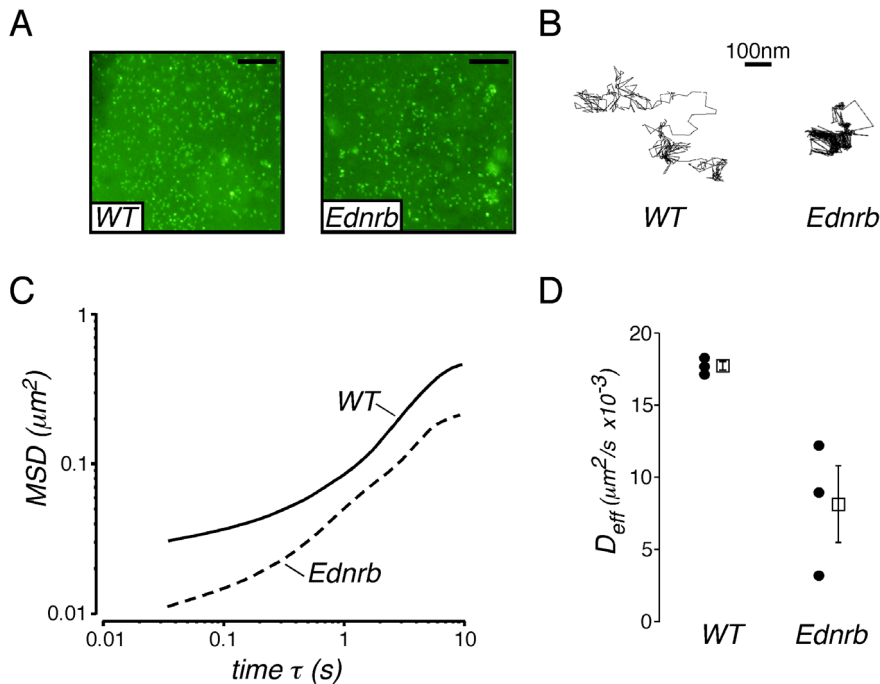 A
WT
Ednrb
B
100nm
WT
Ednrb
C
MSD (μm²)
1
0.1
0.01
WT
Ednrb
0.01
0.1
1
10
time τ (s)
D
D_eff (μm²/s x10⁻³)
20
15
10
5
0
WT
Ednrb